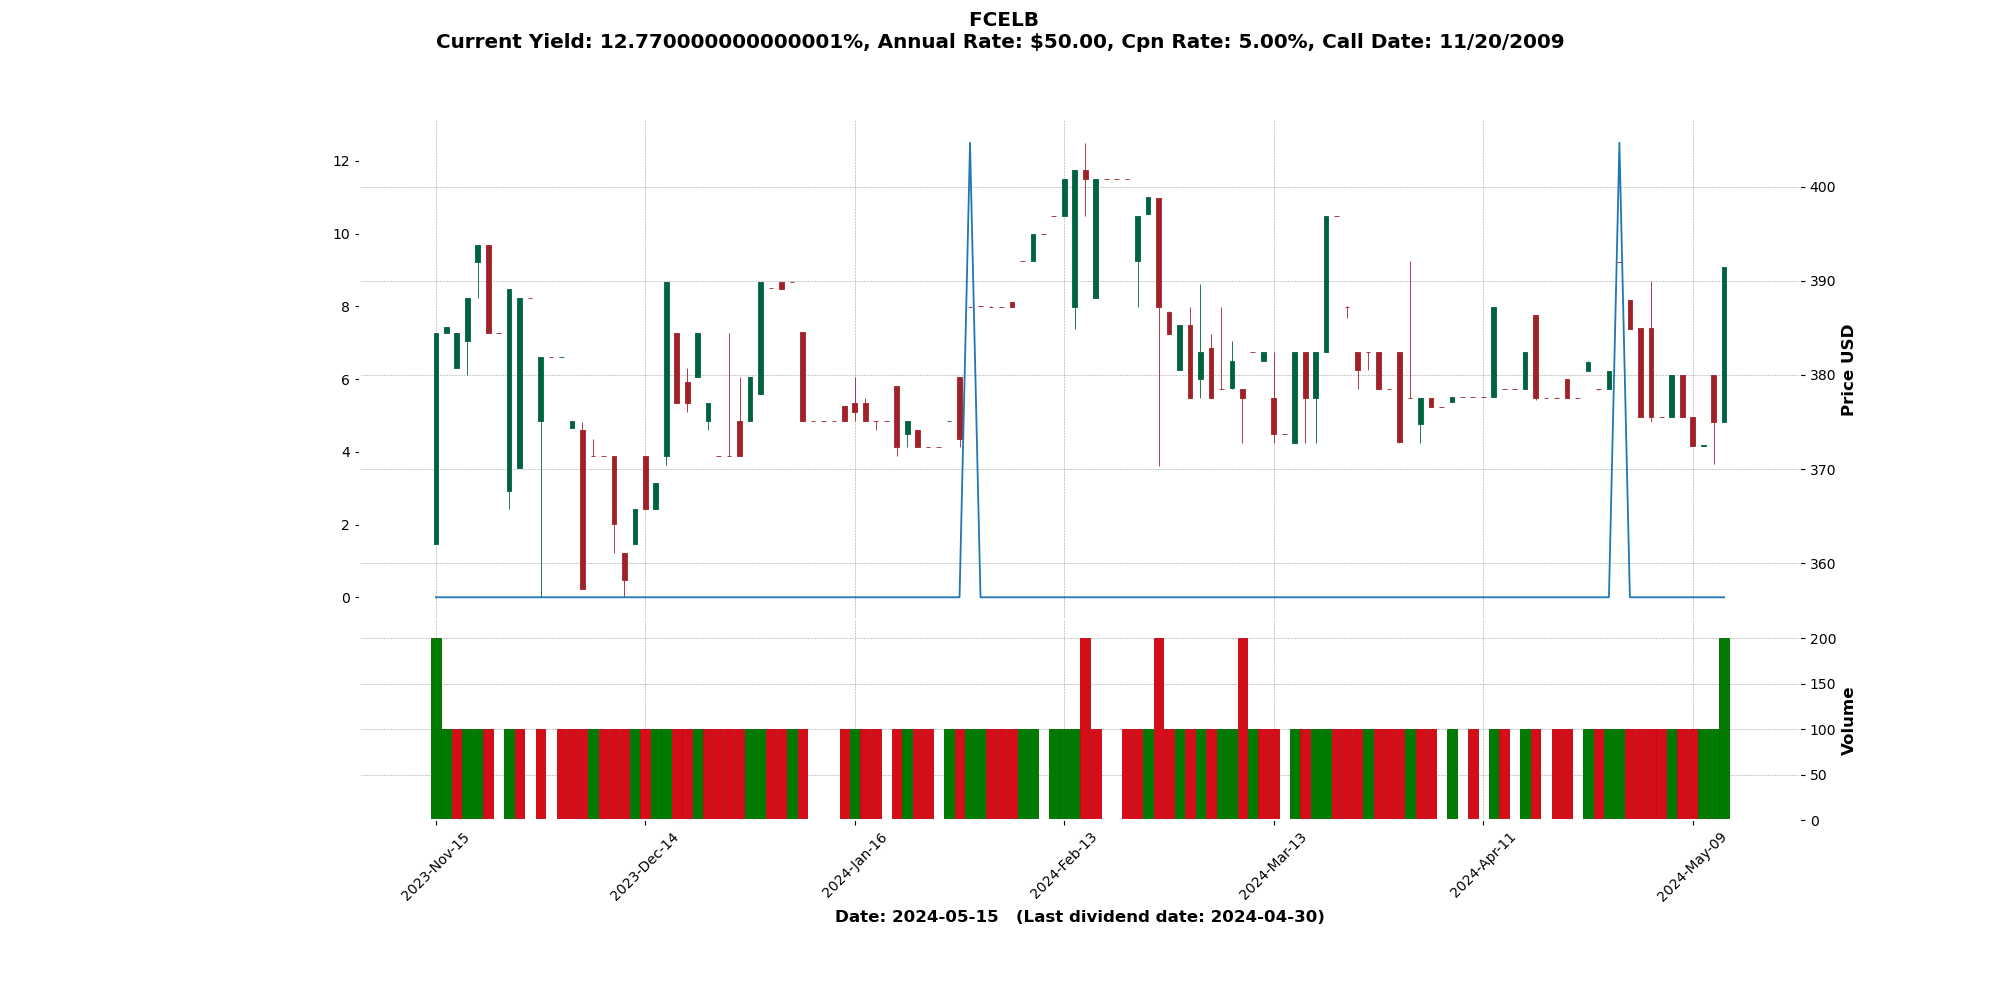 FCELB
Current Yield: 12.770000000000001%, Annual Rate: $50.00, Cpn Rate: 5.00%, Call Date: 11/20/2009
12
10
8
6
4
2
0
400
390
380
370
360
Price USD
200
150
100
50
0
Volume
2023-Nov-15
2023-Dec-14
2024-Jan-16
2024-Feb-13
2024-Mar-13
2024-Apr-11
2024-May-09
Date: 2024-05-15   (Last dividend date: 2024-04-30)